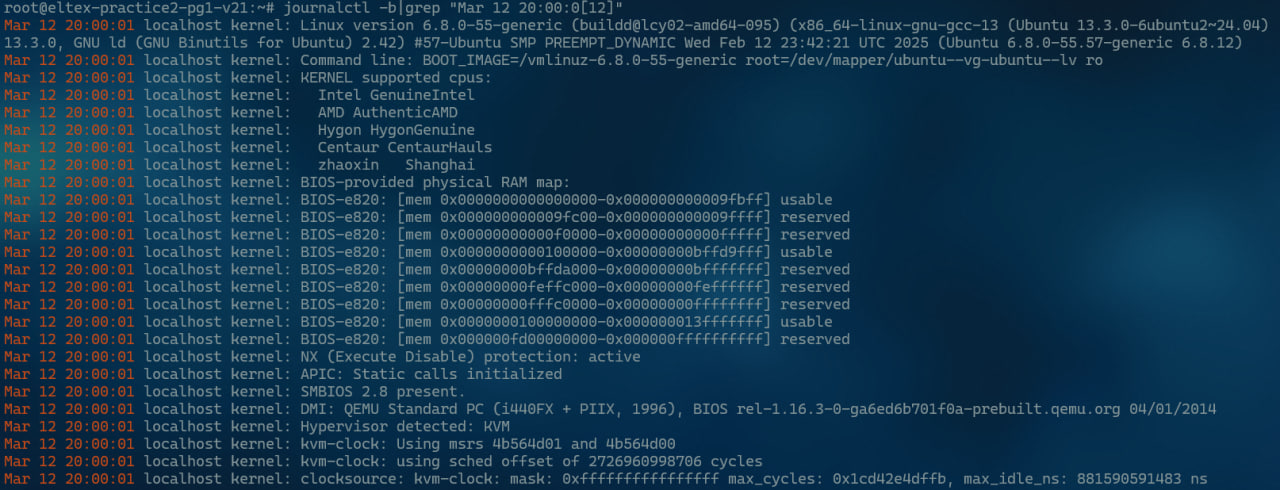 root@eltex-practice2-pg1-v21:~# journalctl -b|grep "Mar 12 20:00:0[12]"
Mar 12 20:00:01 localhost kernel: Linux version 6.8.0-55-generic (buildd@lcy02-amd64-095) (x86_64-linux-gnu-gcc-13 (Ubuntu 13.3.0-6ubuntu2~24.04)
13.3.0, GNU ld (GNU Binutils for Ubuntu) 2.42) #57-Ubuntu SMP PREEMPT_DYNAMIC Wed Feb 12 23:42:21 UTC 2025 (Ubuntu 6.8.0-55.57-generic 6.8.12)
Mar 12 20:00:01 localhost kernel: Command line: BOOT_IMAGE=/vmlinuz-6.8.0-55-generic root=/dev/mapper/ubuntu--vg-ubuntu--lv ro
Mar 12 20:00:01 localhost kernel: KERNEL supported cpus:
Mar 12 20:00:01 localhost kernel:   Intel GenuineIntel
Mar 12 20:00:01 localhost kernel:   AMD AuthenticAMD
Mar 12 20:00:01 localhost kernel:   Hygon HygonGenuine
Mar 12 20:00:01 localhost kernel:   Centaur CentaurHauls
Mar 12 20:00:01 localhost kernel:   zhaoxin   Shanghai
Mar 12 20:00:01 localhost kernel: BIOS-provided physical RAM map:
Mar 12 20:00:01 localhost kernel: BIOS-e820: [mem 0x0000000000000000-0x000000000009fbff] usable
Mar 12 20:00:01 localhost kernel: BIOS-e820: [mem 0x000000000009fc00-0x000000000009ffff] reserved
Mar 12 20:00:01 localhost kernel: BIOS-e820: [mem 0x00000000000f0000-0x00000000000fffff] reserved
Mar 12 20:00:01 localhost kernel: BIOS-e820: [mem 0x0000000000100000-0x00000000bffd9fff] usable
Mar 12 20:00:01 localhost kernel: BIOS-e820: [mem 0x00000000bffda000-0x00000000bfffffff] reserved
Mar 12 20:00:01 localhost kernel: BIOS-e820: [mem 0x00000000feffc000-0x00000000feffffff] reserved
Mar 12 20:00:01 localhost kernel: BIOS-e820: [mem 0x00000000fffc0000-0x00000000ffffffff] reserved
Mar 12 20:00:01 localhost kernel: BIOS-e820: [mem 0x0000000100000000-0x000000013fffffff] usable
Mar 12 20:00:01 localhost kernel: BIOS-e820: [mem 0x000000fd00000000-0x000000ffffffffff] reserved
Mar 12 20:00:01 localhost kernel: NX (Execute Disable) protection: active
Mar 12 20:00:01 localhost kernel: APIC: Static calls initialized
Mar 12 20:00:01 localhost kernel: SMBIOS 2.8 present.
Mar 12 20:00:01 localhost kernel: DMI: QEMU Standard PC (i440FX + PIIX, 1996), BIOS rel-1.16.3-0-ga6ed6b701f0a-prebuilt.qemu.org 04/01/2014
Mar 12 20:00:01 localhost kernel: Hypervisor detected: KVM
Mar 12 20:00:01 localhost kernel: kvm-clock: Using msrs 4b564d01 and 4b564d00
Mar 12 20:00:01 localhost kernel: kvm-clock: using sched offset of 2726960998706 cycles
Mar 12 20:00:01 localhost kernel: clocksource: kvm-clock: mask: 0xffffffffffffffff max_cycles: 0x1cd42e4dffb, max_idle_ns: 881590591483 ns